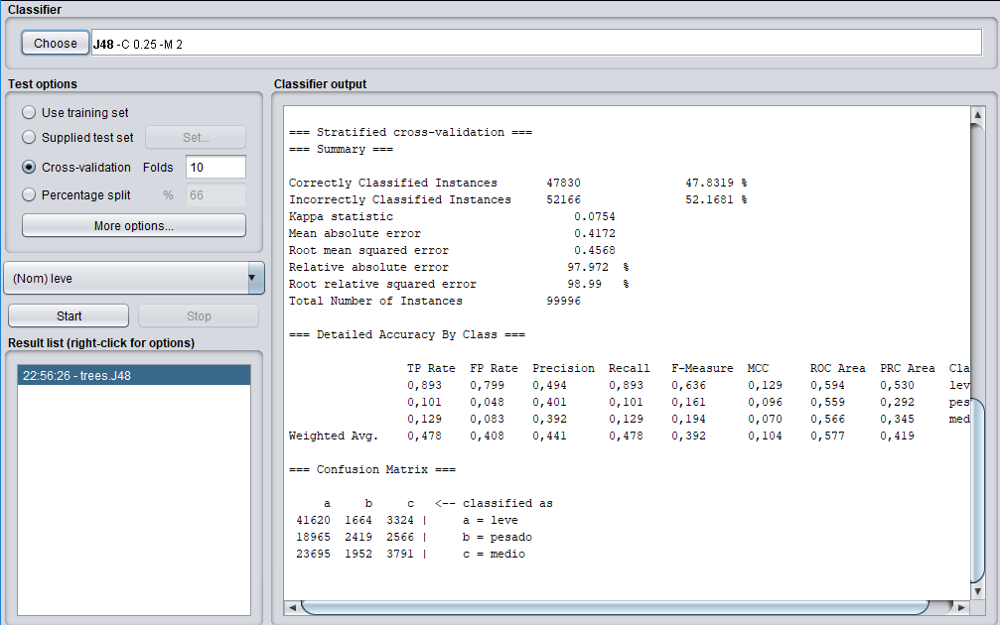 Classifier
Choose J48 -C 0.25 -M 2
Test options
Use training set
Supplied test set Set...
Cross-validation Folds 10
Percentage split % 66
More options...
(Nom) leve
Start Stop
Result list (right-click for options)
22:56:26 - trees.J48
Classifier output
=== Stratified cross-validation ===
=== Summary ===
Correctly Classified Instances 47830 47.8319 %
Incorrectly Classified Instances 52166 52.1681 %
Kappa statistic 0.0754
Mean absolute error 0.4172
Root mean squared error 0.4568
Relative absolute error 97.972 %
Root relative squared error 98.99 %
Total Number of Instances 99996
=== Detailed Accuracy By Class ===
TP Rate FP Rate Precision Recall F-Measure MCC ROC Area PRC Area Cla
0,893 0,799 0,494 0,893 0,636 0,129 0,594 0,530 lev
0,101 0,048 0,401 0,101 0,161 0,096 0,559 0,292 pes
0,129 0,083 0,392 0,129 0,194 0,070 0,566 0,345 med
Weighted Avg. 0,478 0,408 0,441 0,478 0,392 0,104 0,577 0,419
=== Confusion Matrix ===
a b c <-- classified as
41620 1664 3324 | a = leve
18965 2419 2566 | b = pesado
23695 1952 3791 | c = medio